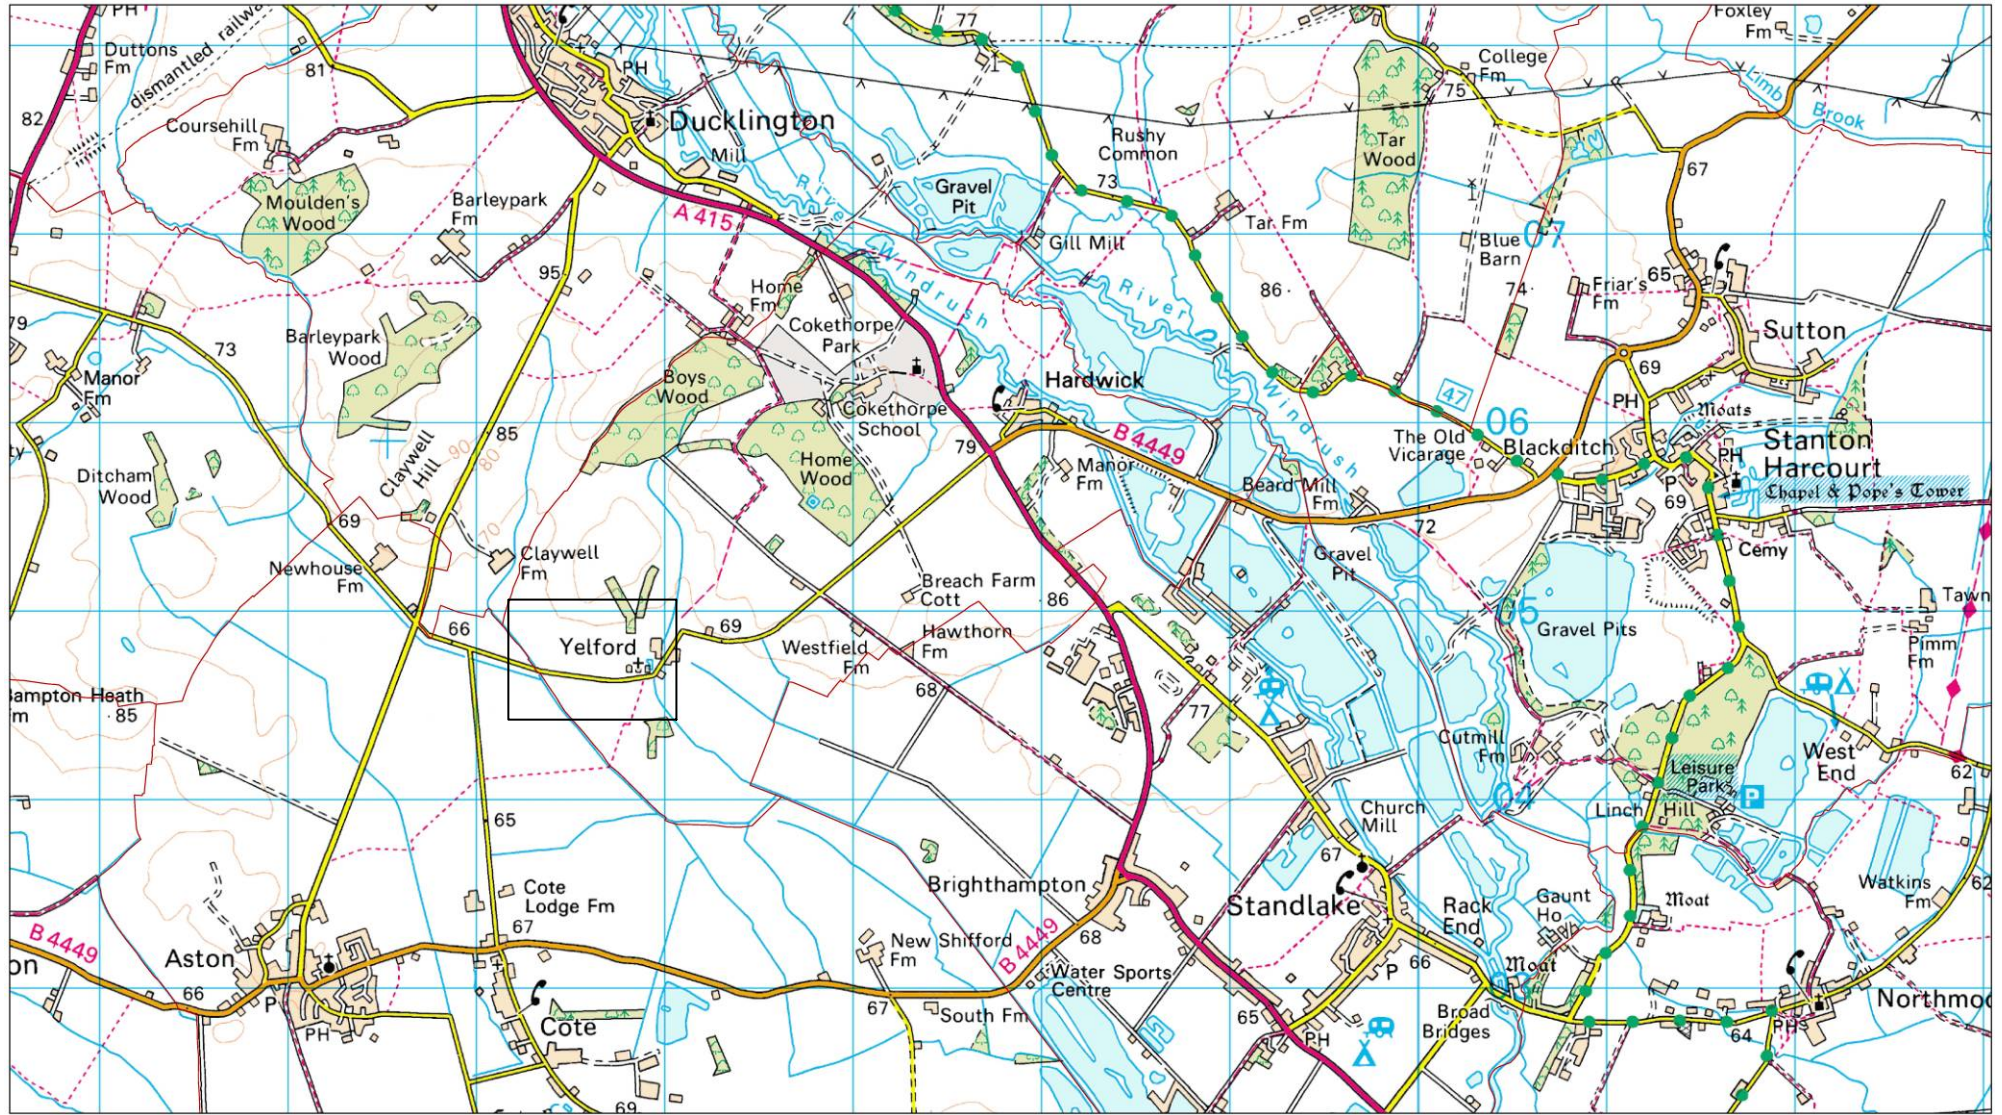 PH
Duttons
Fm
dismantled railway
81
82
Coursehill
Fm
Moulden's
Wood
Barleypark
Fm
PH
Ducklington
Mill
A 415
River
Windrush
77
Gravel
Pit
Rushy
Common
73
Gill Mill
Tar Fm
College
Fm
75
Tar
Wood
Foxley
Fm
Limb
Brook
67
07
Blue
Barn
74
86
River
Windrush
Friar's
Fm
65
Sutton
69
79
Manor
Fm
73
Barleypark
Wood
95
Home
Fm
Cokethorpe
Park
Boys
Wood
Cokethorpe
School
Home
Wood
Hardwick
79
B 4449
Manor
Fm
47
06
The Old
Vicarage
Blackditch
PH
Moats
PH
Stanton
Harcourt
Chapel & Pope's Tower
P
69
Cemy
Beard Mill
Fm
72
Gravel
Pit
05
Gravel Pits
Ditcham
Wood
Claywell
Hill
85
90
80
70
69
Newhouse
Fm
Claywell
Fm
Breach Farm
Cott
86
66
Yelford
69
Westfield
Fm
Hawthorn
Fm
68
77
Tawn
Pimm
Fm
Bampton Heath
Fm
85
Cutmill
Fm
Leisure
Park
P
West
End
62
04
Linch Hill
65
Church
Mill
67
Brighthampton
Standlake
Rack
End
Gaunt
Ho
Moat
Watkins
Fm
62
Cote
Lodge Fm
67
B 4449
Aston
66
P
PH
New Shifford
Fm
B 4449
68
Water Sports
Centre
67
South Fm
Cote
69
65
P
66
PH
Moat
03
Broad
Bridges
64
PHs
Northmoo